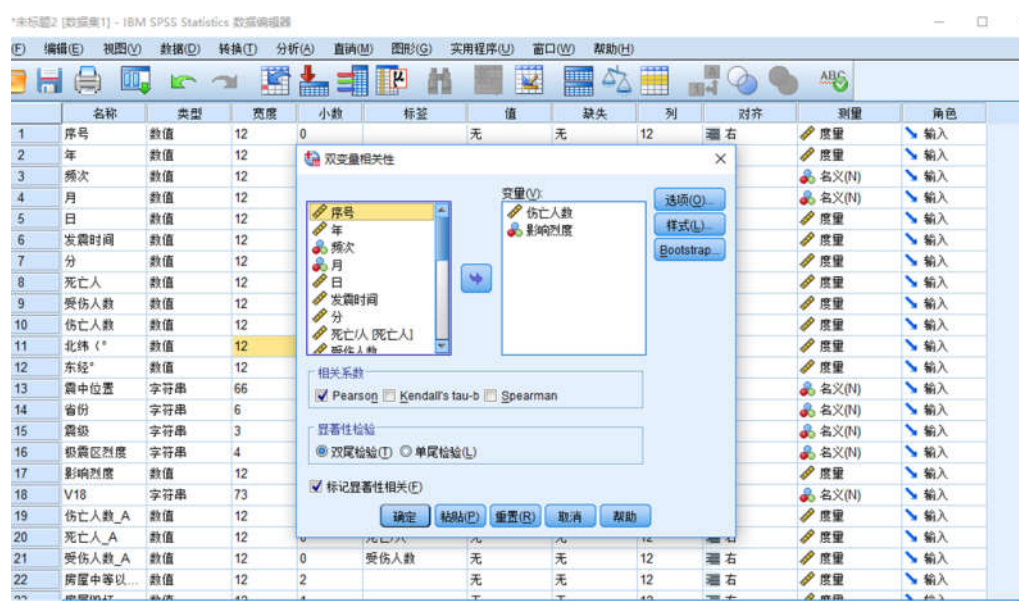 *未标题2 [数据集1] - IBM SPSS Statistics 数据编辑器
(F) 编辑(E) 视图(V) 数据(D) 转换(T) 分析(A) 直销(M) 图形(G) 实用程序(U) 窗口(W) 帮助(H)
名称 类型 宽度 小数 标签 值 缺失 列 对齐 测量 角色
1 序号 数值 12 0 无 无 12 右 度量 输入
2 年 数值 12 度量 输入
3 频次 数值 12 名义(N) 输入
4 月 数值 12 名义(N) 输入
5 日 数值 12 度量 输入
6 发震时间 数值 12 度量 输入
7 分 数值 12 度量 输入
8 死亡人 数值 12 度量 输入
9 受伤人数 数值 12 度量 输入
10 伤亡人数 数值 12 度量 输入
11 北纬(° 数值 12 度量 输入
12 东经° 数值 12 度量 输入
13 震中位置 字符串 66 名义(N) 输入
14 省份 字符串 6 名义(N) 输入
15 震级 字符串 3 名义(N) 输入
16 极震区烈度 字符串 4 名义(N) 输入
17 影响烈度 数值 12 度量 输入
18 V18 字符串 73 名义(N) 输入
19 伤亡人数_A 数值 12 度量 输入
20 死亡人_A 数值 12 度量 输入
21 受伤人数_A 数值 12 0 受伤人数 无 无 12 右 度量 输入
22 房屋中等以... 数值 12 2 无 无 12 右 度量 输入
双变量相关性
变量(V):
序号
年
频次
月
日
发震时间
分
死亡/人 [死亡人]
受伤人数
伤亡人数
影响烈度
选项(O)...
样式(L)...
Bootstrap...
相关系数
Pearson Kendall's tau-b Spearman
显著性检验
双尾检验(T) 单尾检验(L)
标记显著性相关(F)
确定 粘贴(P) 重置(R) 取消 帮助